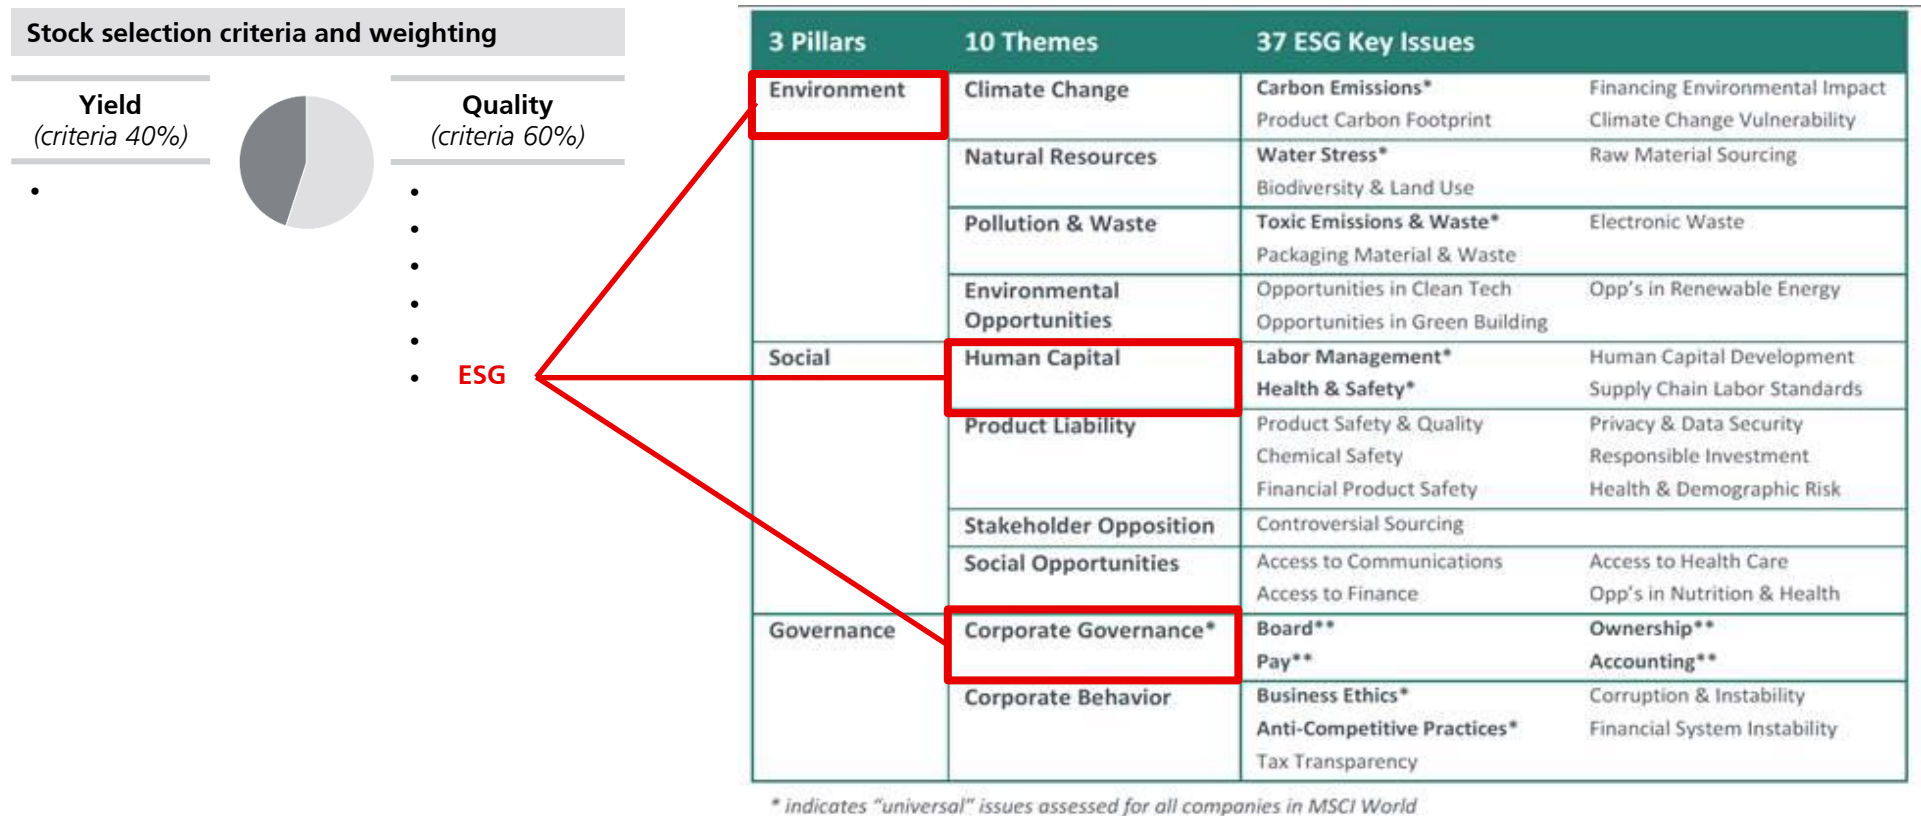 Stock selection criteria and weighting
Yield
(criteria 40%)
Quality
(criteria 60%)
•
•
•
•
•
•
• ESG
3 Pillars 10 Themes 37 ESG Key Issues
Environment Climate Change Carbon Emissions* Financing Environmental Impact
Product Carbon Footprint Climate Change Vulnerability
Natural Resources Water Stress* Raw Material Sourcing
Biodiversity & Land Use
Pollution & Waste Toxic Emissions & Waste* Electronic Waste
Packaging Material & Waste
Environmental Opportunities in Clean Tech Opp's in Renewable Energy
Opportunities Opportunities in Green Building
Social Human Capital Labor Management* Human Capital Development
Health & Safety* Supply Chain Labor Standards
Product Liability Product Safety & Quality Privacy & Data Security
Chemical Safety Responsible Investment
Financial Product Safety Health & Demographic Risk
Stakeholder Opposition Controversial Sourcing
Social Opportunities Access to Communications Access to Health Care
Access to Finance Opp's in Nutrition & Health
Governance Corporate Governance* Board** Ownership**
Pay** Accounting**
Corporate Behavior Business Ethics* Corruption & Instability
Anti-Competitive Practices* Financial System Instability
Tax Transparency
* indicates "universal" issues assessed for all companies in MSCI World